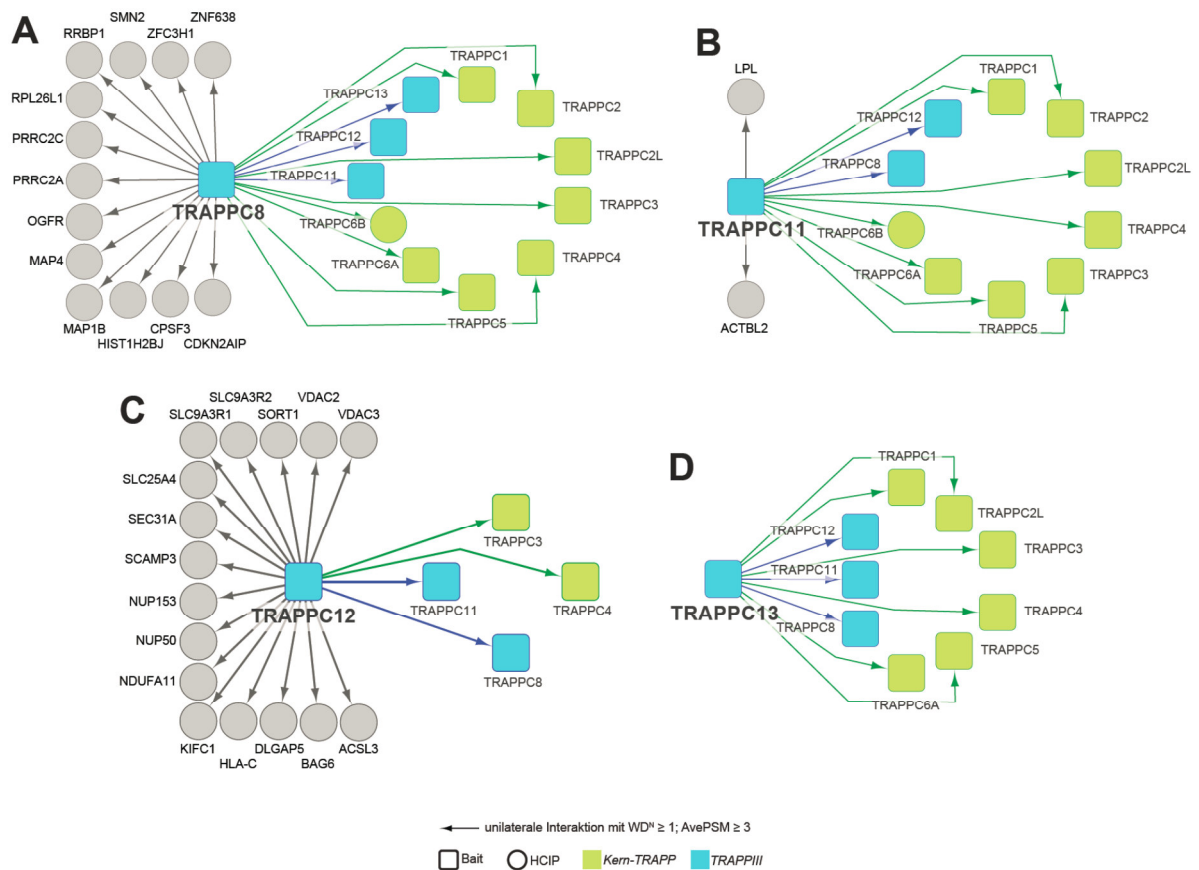 A
SMN2
ZNF638
RRBP1
ZFC3H1
RPL26L1
PRRC2C
PRRC2A
OGFR
MAP4
MAP1B
CPSF3
HIST1H2BJ
CDKN2AIP
TRAPPC8
TRAPPC1
TRAPPC13
TRAPPC2
TRAPPC12
TRAPPC2L
TRAPPC11
TRAPPC3
TRAPPC6B
TRAPPC4
TRAPPC6A
TRAPPC5
B
LPL
TRAPPC11
ACTBL2
TRAPPC1
TRAPPC12
TRAPPC2
TRAPPC8
TRAPPC2L
TRAPPC6B
TRAPPC4
TRAPPC6A
TRAPPC3
TRAPPC5
C
SLC9A3R2
VDAC2
SLC9A3R1
SORT1
VDAC3
SLC25A4
SEC31A
SCAMP3
NUP153
NUP50
NDUFA11
KIFC1
DLGAP5
ACSL3
HLA-C
BAG6
TRAPPC12
TRAPPC3
TRAPPC11
TRAPPC4
TRAPPC8
D
TRAPPC1
TRAPPC12
TRAPPC2L
TRAPPC3
TRAPPC11
TRAPPC13
TRAPPC4
TRAPPC8
TRAPPC5
TRAPPC6A
unilaterale Interaktion mit WDᴺ ≥ 1; AvePSM ≥ 3
Bait HCIP Kern-TRAPP TRAPPIII